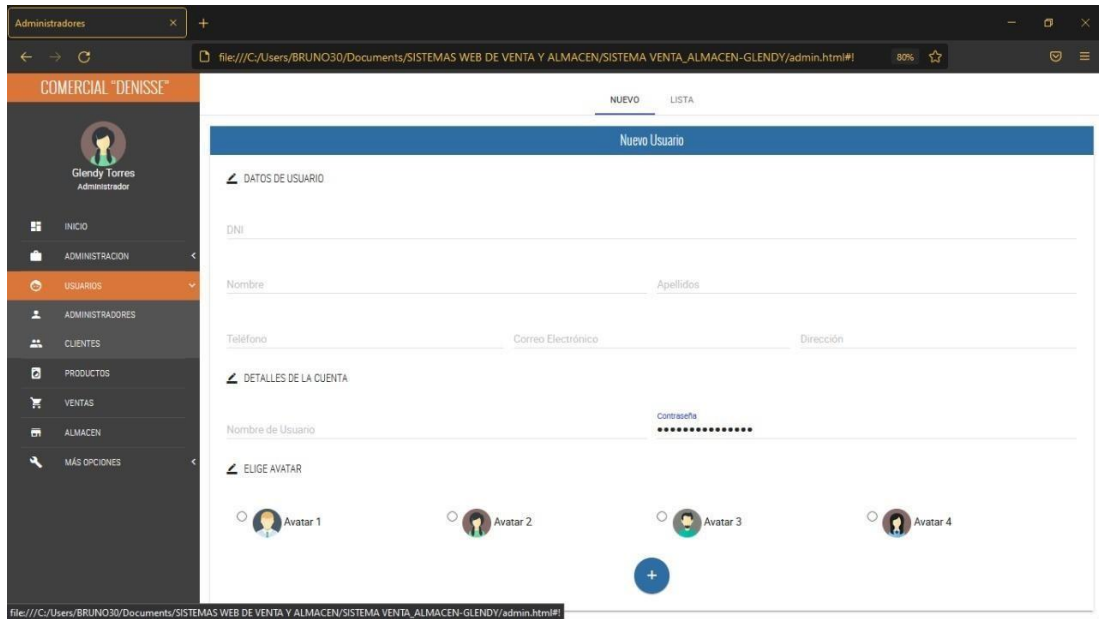 Administradores
file:///C:/Users/BRUNO30/Documents/SISTEMAS WEB DE VENTA Y ALMACEN/SISTEMA VENTA_ALMACEN-GLENDY/admin.html#! 80%
COMERCIAL "DENISSE"
Glendy Torres
Administrador
INICIO
ADMINISTRACION
USUARIOS
ADMINISTRADORES
CLIENTES
PRODUCTOS
VENTAS
ALMACEN
MÁS OPCIONES
NUEVO LISTA
Nuevo Usuario
DATOS DE USUARIO
DNI
Nombre Apellidos
Teléfono Correo Electrónico Dirección
DETALLES DE LA CUENTA
Contraseña
Nombre de Usuario •••••••••••••••
ELIGE AVATAR
Avatar 1 Avatar 2 Avatar 3 Avatar 4
file:///C:/Users/BRUNO30/Documents/SISTEMAS WEB DE VENTA Y ALMACEN/SISTEMA VENTA_ALMACEN-GLENDY/admin.html#!